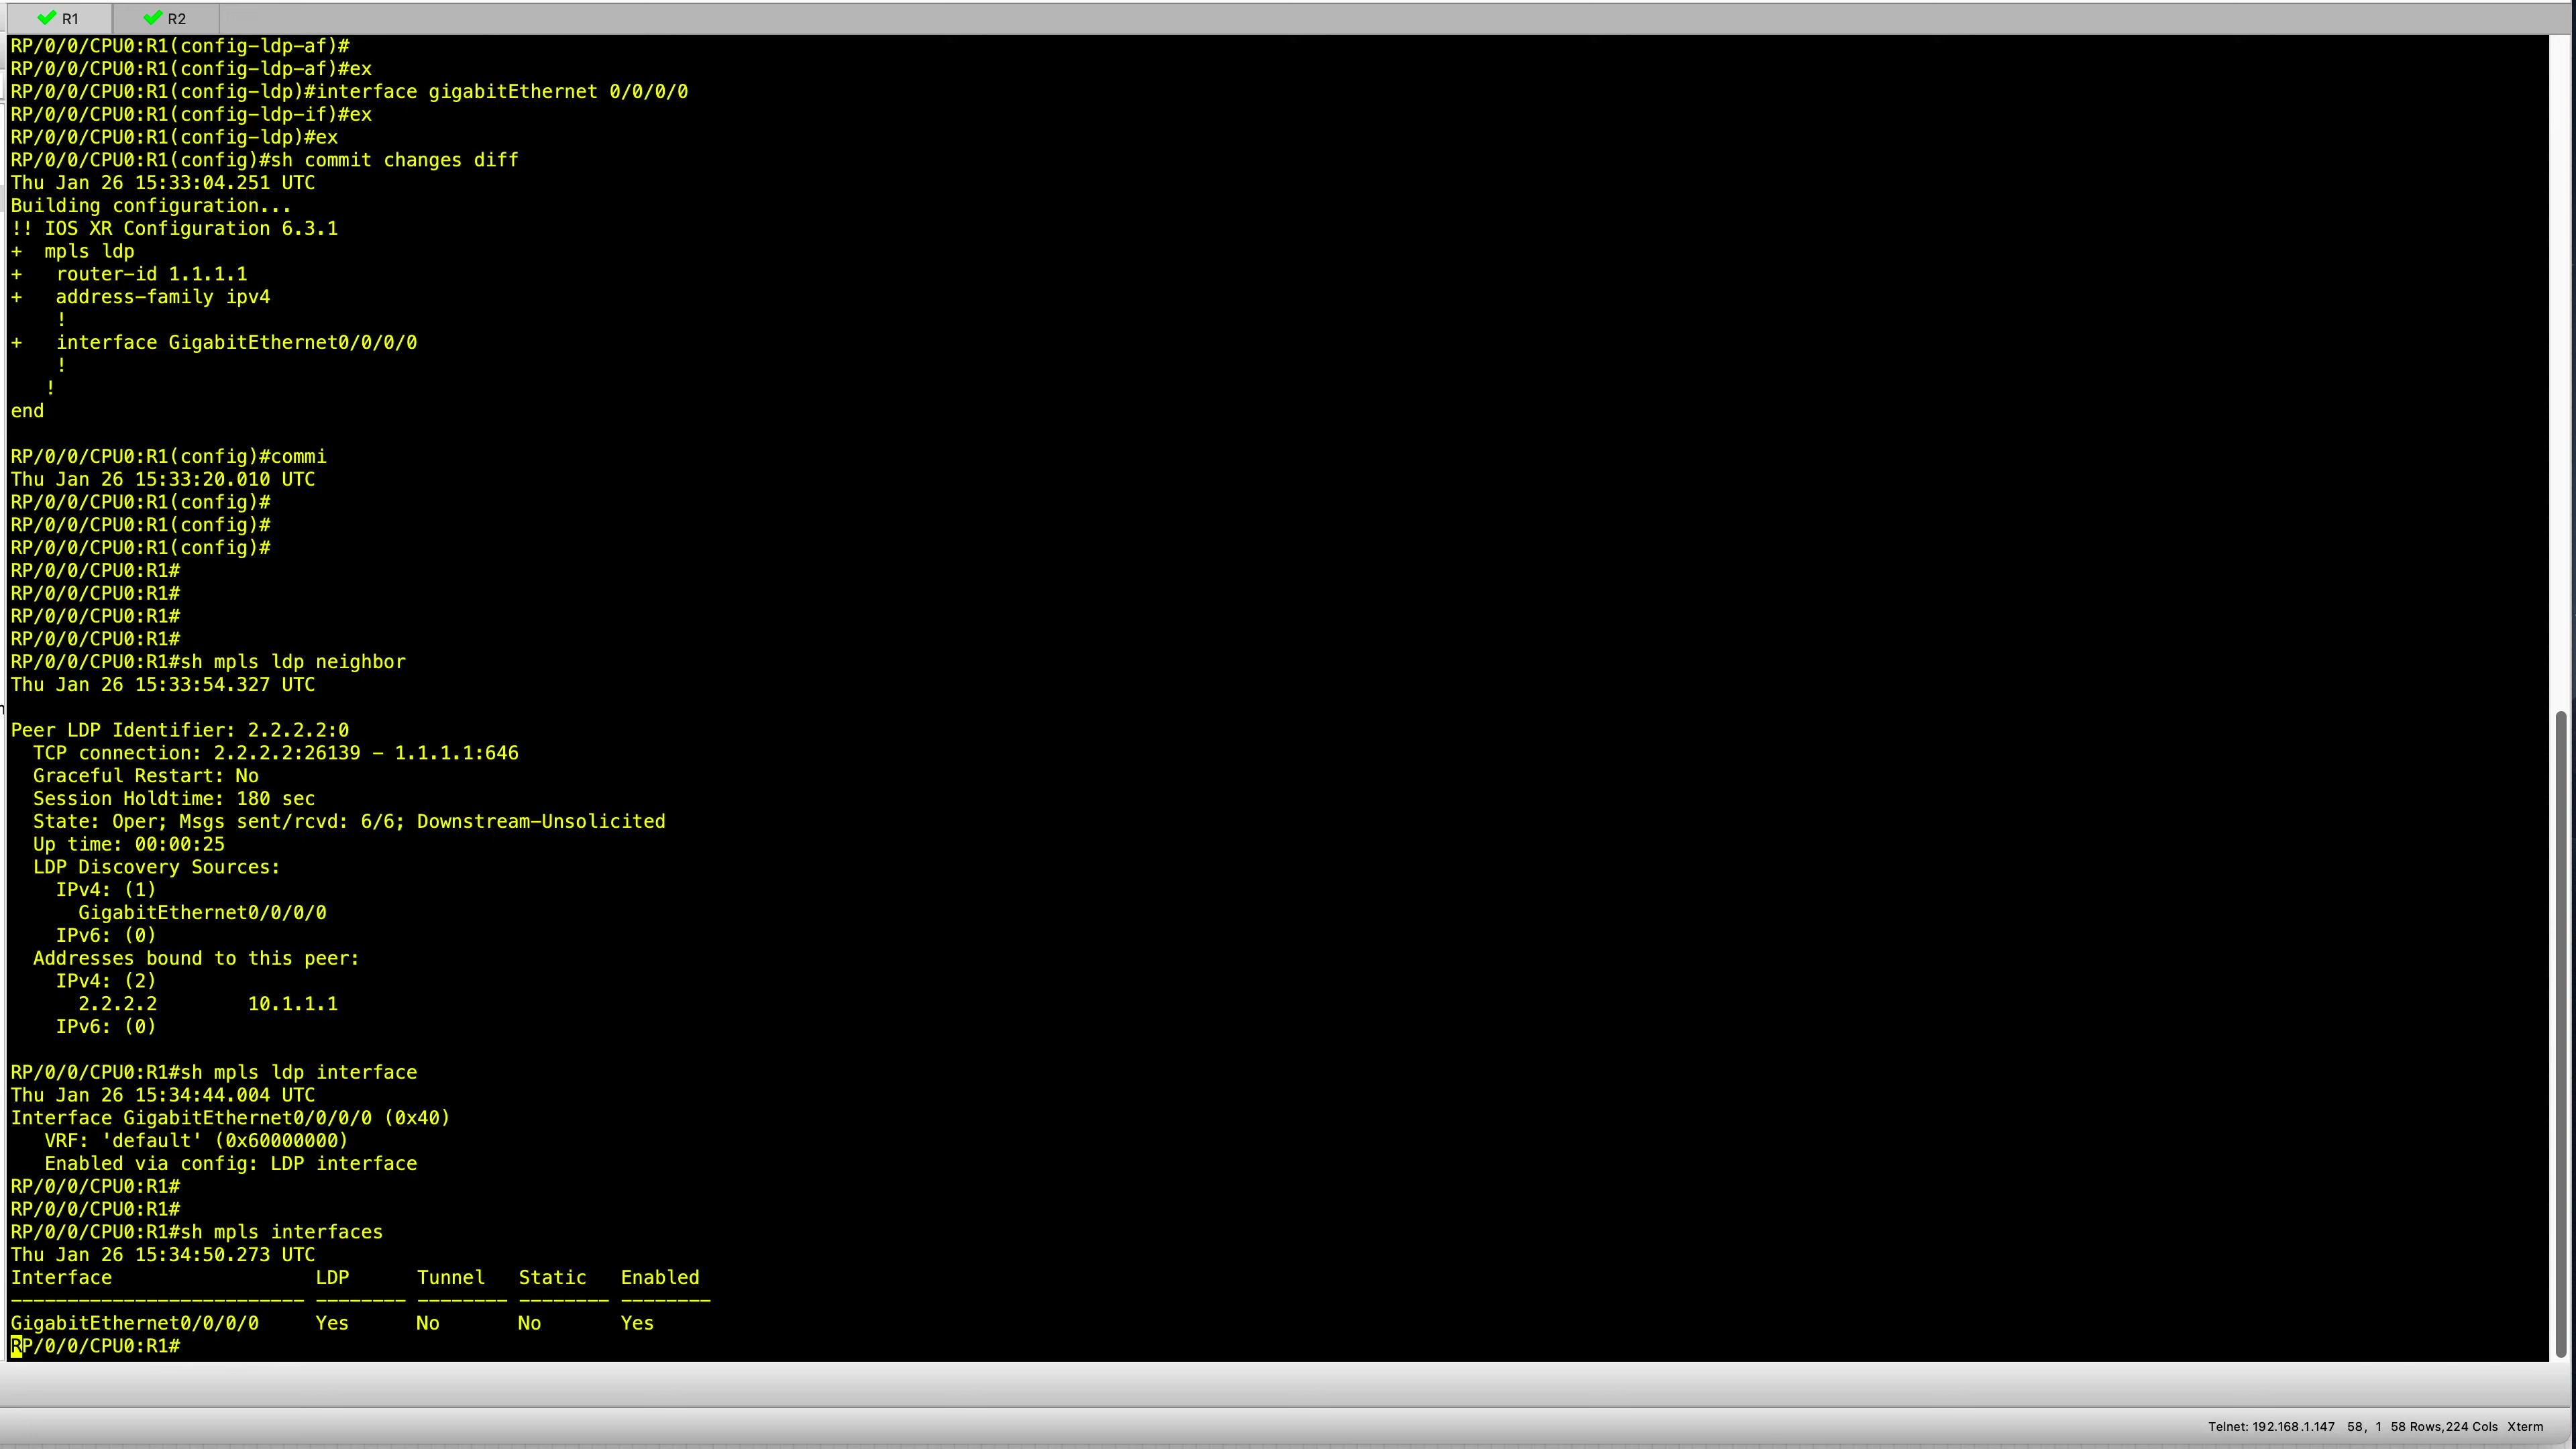 R1 R2
RP/0/0/CPU0:R1(config-ldp-af)#
RP/0/0/CPU0:R1(config-ldp-af)#ex
RP/0/0/CPU0:R1(config-ldp)#interface gigabitEthernet 0/0/0/0
RP/0/0/CPU0:R1(config-ldp-if)#ex
RP/0/0/CPU0:R1(config-ldp)#ex
RP/0/0/CPU0:R1(config)#sh commit changes diff
Thu Jan 26 15:33:04.251 UTC
Building configuration...
!! IOS XR Configuration 6.3.1
+  mpls ldp
+   router-id 1.1.1.1
+   address-family ipv4
    !
+   interface GigabitEthernet0/0/0/0
    !
   !
end
RP/0/0/CPU0:R1(config)#commi
Thu Jan 26 15:33:20.010 UTC
RP/0/0/CPU0:R1(config)#
RP/0/0/CPU0:R1(config)#
RP/0/0/CPU0:R1(config)#
RP/0/0/CPU0:R1#
RP/0/0/CPU0:R1#
RP/0/0/CPU0:R1#
RP/0/0/CPU0:R1#
RP/0/0/CPU0:R1#sh mpls ldp neighbor
Thu Jan 26 15:33:54.327 UTC
Peer LDP Identifier: 2.2.2.2:0
  TCP connection: 2.2.2.2:26139 - 1.1.1.1:646
  Graceful Restart: No
  Session Holdtime: 180 sec
  State: Oper; Msgs sent/rcvd: 6/6; Downstream-Unsolicited
  Up time: 00:00:25
  LDP Discovery Sources:
    IPv4: (1)
      GigabitEthernet0/0/0/0
    IPv6: (0)
  Addresses bound to this peer:
    IPv4: (2)
      2.2.2.2        10.1.1.1
    IPv6: (0)
RP/0/0/CPU0:R1#sh mpls ldp interface
Thu Jan 26 15:34:44.004 UTC
Interface GigabitEthernet0/0/0/0 (0x40)
   VRF: 'default' (0x60000000)
   Enabled via config: LDP interface
RP/0/0/CPU0:R1#
RP/0/0/CPU0:R1#
RP/0/0/CPU0:R1#sh mpls interfaces
Thu Jan 26 15:34:50.273 UTC
Interface                  LDP      Tunnel   Static   Enabled
-------------------------- -------- -------- -------- --------
GigabitEthernet0/0/0/0     Yes      No       No       Yes
RP/0/0/CPU0:R1#
Telnet: 192.168.1.147   58, 1   58 Rows,224 Cols   Xterm